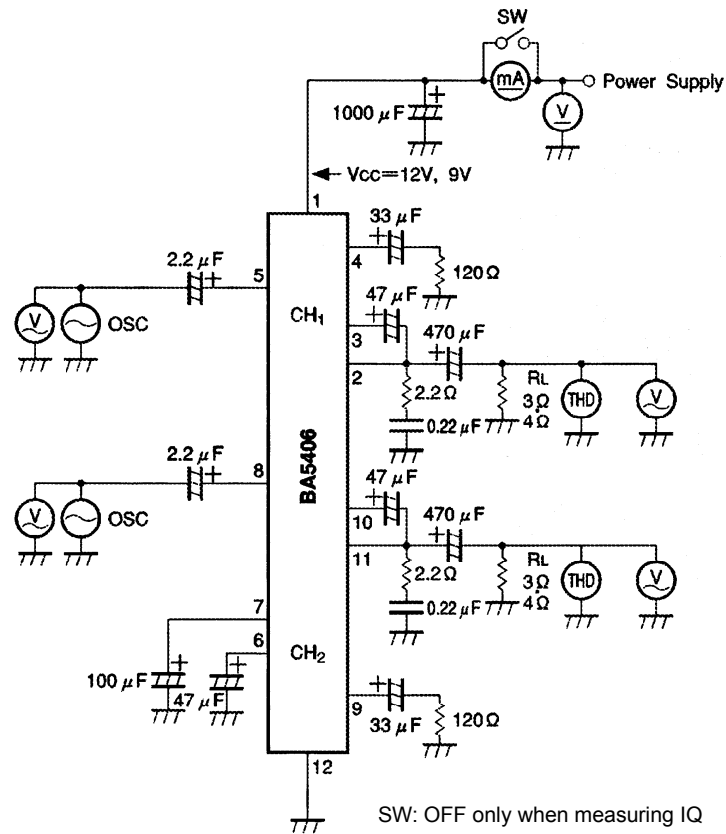 SW
mA
Power Supply
V
1000 μF
+
Vcc=12V, 9V
1
33 μF
+
4
120Ω
2.2 μF
+
5
V
OSC
CH1
47 μF
+
3
470 μF
+
2
2.2Ω
0.22 μF
RL
3Ω
4Ω
THD
V
BA5406
2.2 μF
+
8
V
OSC
47 μF
+
10
470 μF
+
11
2.2Ω
0.22 μF
RL
3Ω
4Ω
THD
V
7
6
CH2
100 μF
+
47 μF
+
9
+
33 μF
120Ω
12
SW: OFF only when measuring IQ